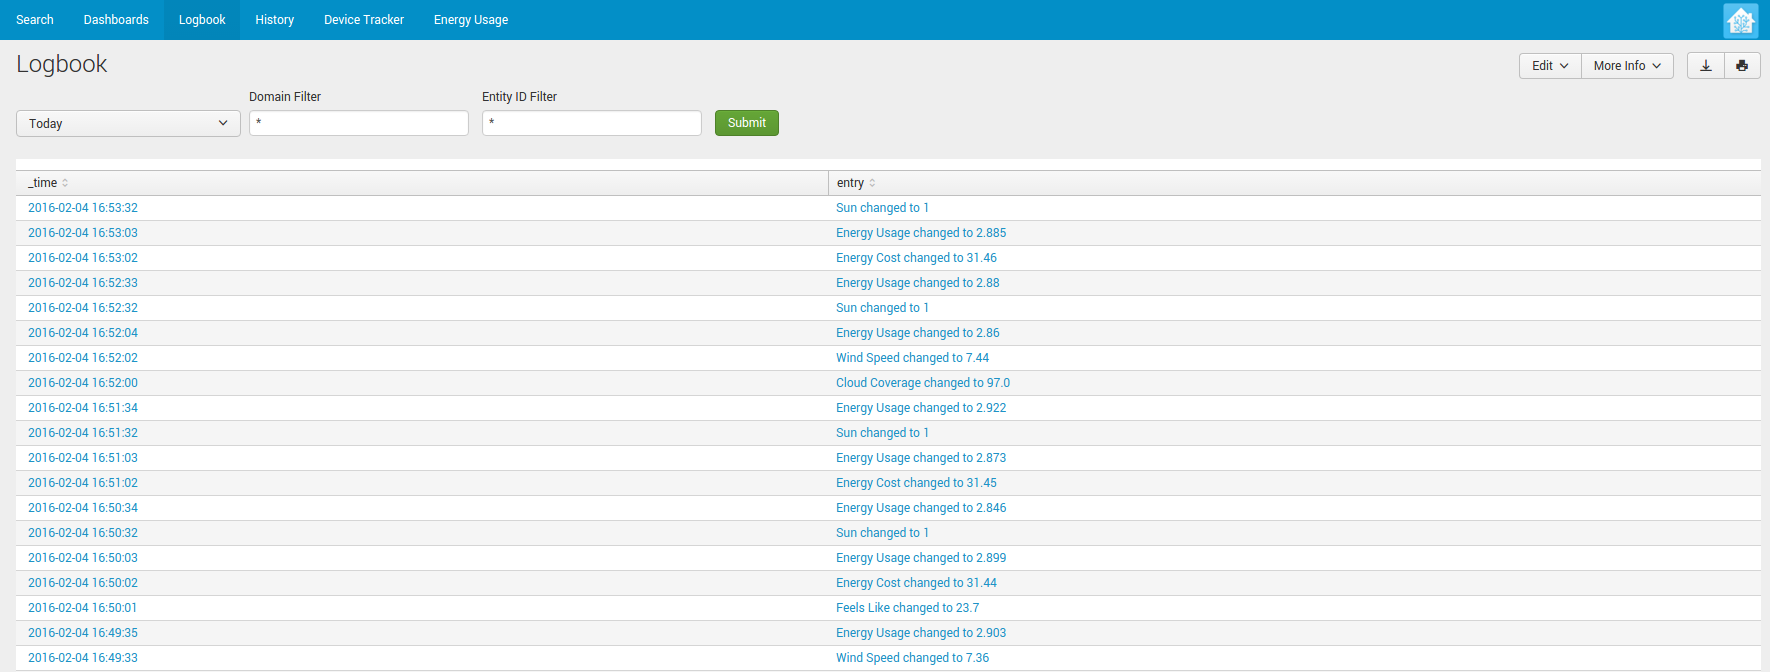 Search Dashboards Logbook History Device Tracker Energy Usage
Logbook
Edit More Info
Domain Filter Entity ID Filter
Today * * Submit
_time entry
2016-02-04 16:53:32 Sun changed to 1
2016-02-04 16:53:03 Energy Usage changed to 2.885
2016-02-04 16:53:02 Energy Cost changed to 31.46
2016-02-04 16:52:33 Energy Usage changed to 2.88
2016-02-04 16:52:32 Sun changed to 1
2016-02-04 16:52:04 Energy Usage changed to 2.86
2016-02-04 16:52:02 Wind Speed changed to 7.44
2016-02-04 16:52:00 Cloud Coverage changed to 97.0
2016-02-04 16:51:34 Energy Usage changed to 2.922
2016-02-04 16:51:32 Sun changed to 1
2016-02-04 16:51:03 Energy Usage changed to 2.873
2016-02-04 16:51:02 Energy Cost changed to 31.45
2016-02-04 16:50:34 Energy Usage changed to 2.846
2016-02-04 16:50:32 Sun changed to 1
2016-02-04 16:50:03 Energy Usage changed to 2.899
2016-02-04 16:50:02 Energy Cost changed to 31.44
2016-02-04 16:50:01 Feels Like changed to 23.7
2016-02-04 16:49:35 Energy Usage changed to 2.903
2016-02-04 16:49:33 Wind Speed changed to 7.36